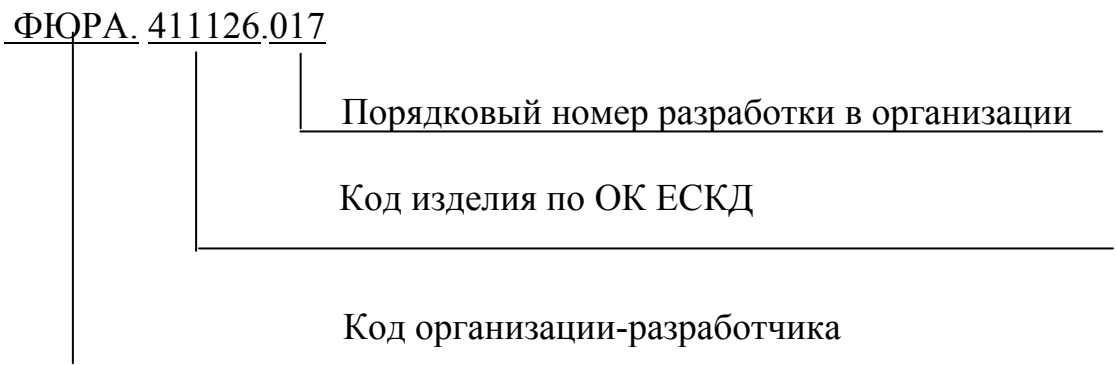 ФЮРА. 411126.017
Порядковый номер разработки в организации
Код изделия по ОК ЕСКД
Код организации-разработчика